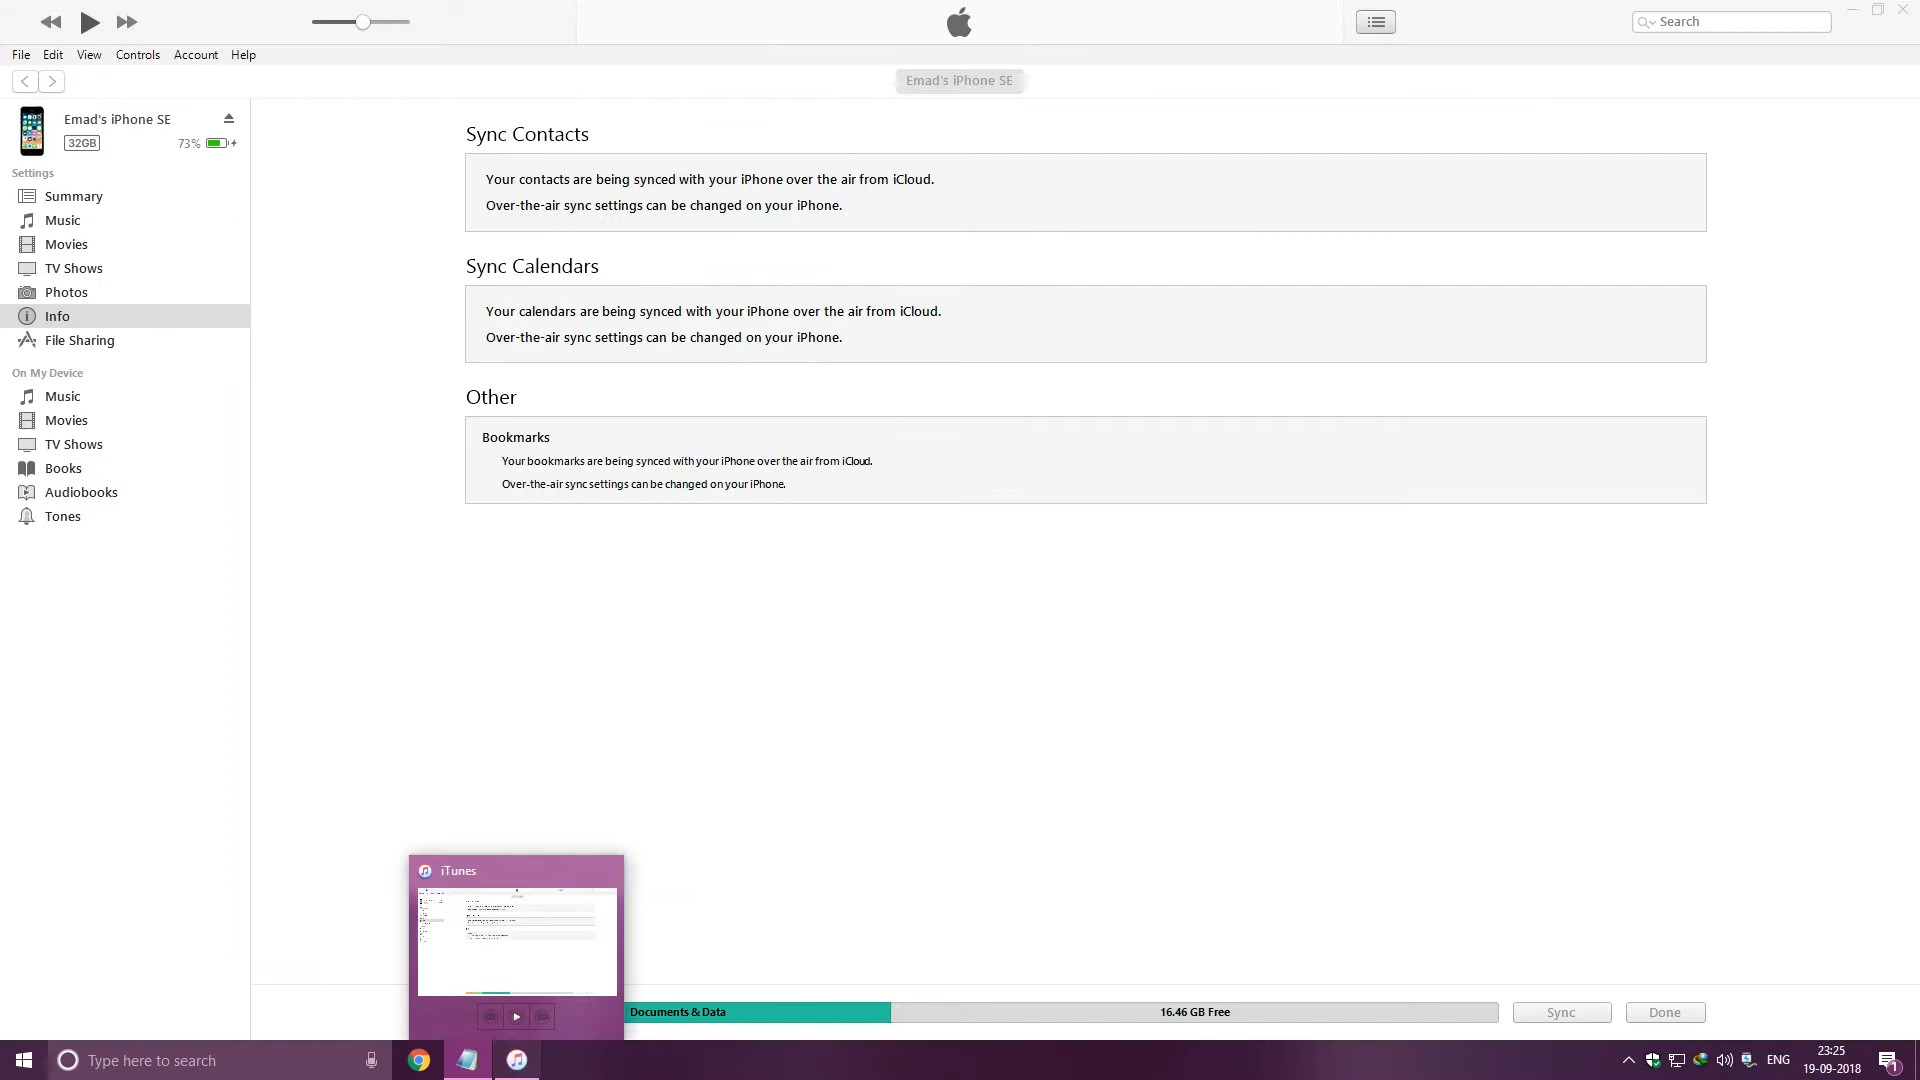 Search
File Edit View Controls Account Help
Emad's iPhone SE
Emad's iPhone SE
32GB 73%
Settings
Summary
Music
Movies
TV Shows
Photos
Info
File Sharing
On My Device
Music
Movies
TV Shows
Books
Audiobooks
Tones
Sync Contacts
Your contacts are being synced with your iPhone over the air from iCloud.
Over-the-air sync settings can be changed on your iPhone.
Sync Calendars
Your calendars are being synced with your iPhone over the air from iCloud.
Over-the-air sync settings can be changed on your iPhone.
Other
Bookmarks
Your bookmarks are being synced with your iPhone over the air from iCloud.
Over-the-air sync settings can be changed on your iPhone.
iTunes
Documents & Data 16.46 GB Free Sync Done
Type here to search
ENG
23:25
19-09-2018
1